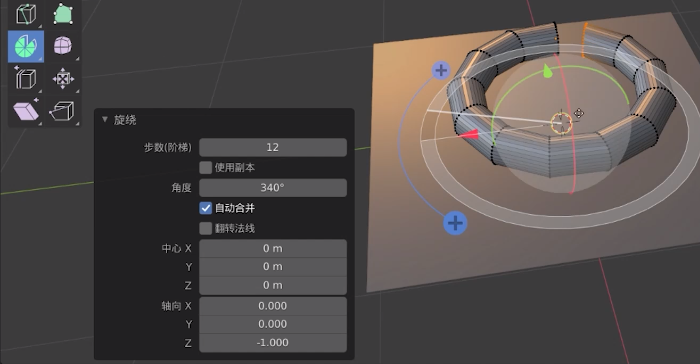 旋绕
步数(阶梯) 12
使用副本
角度 340°
自动合并
翻转法线
中心 X 0 m
Y 0 m
Z 0 m
轴向 X 0.000
Y 0.000
Z -1.000